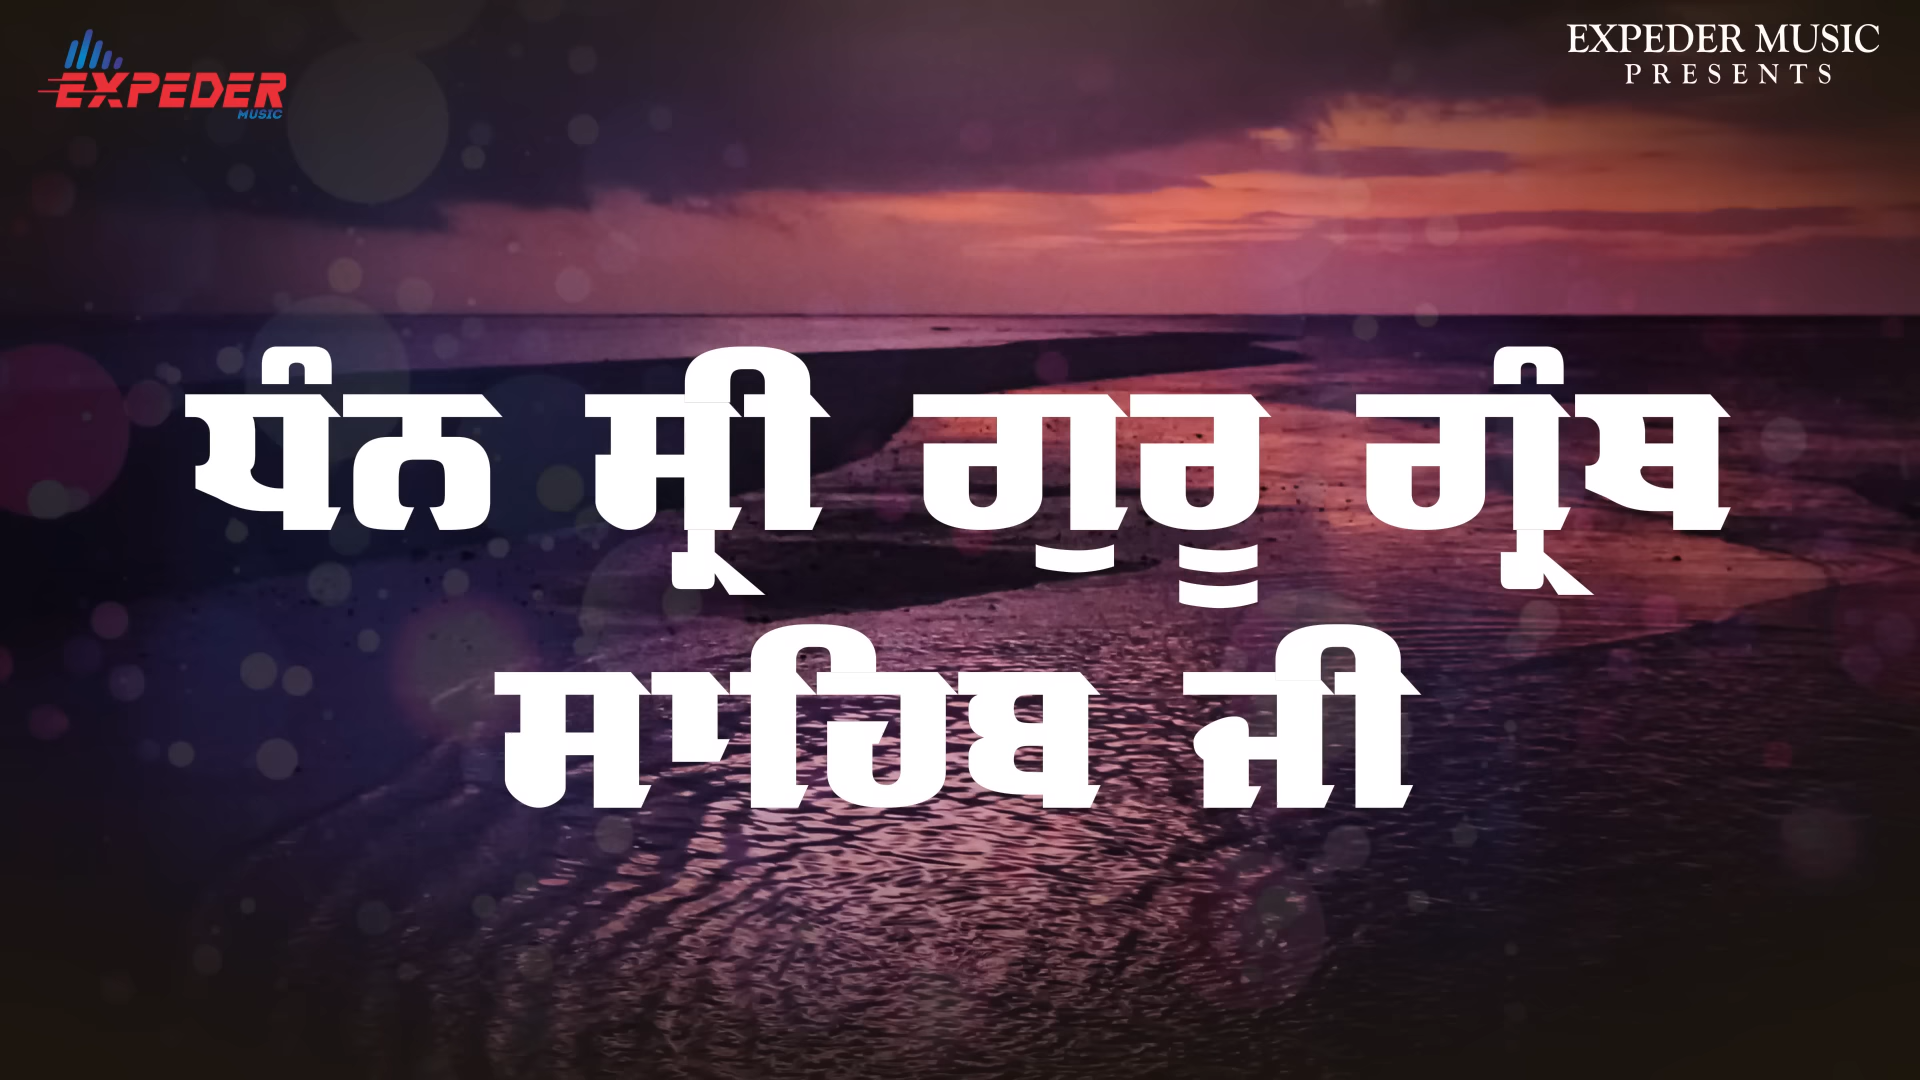 EXPEDER
MUSIC
EXPEDER MUSIC
PRESENTS
ਧੰਨ ਸ੍ਰੀ ਗੁਰੂ ਗ੍ਰੰਥ
ਸਾਹਿਬ ਜੀ